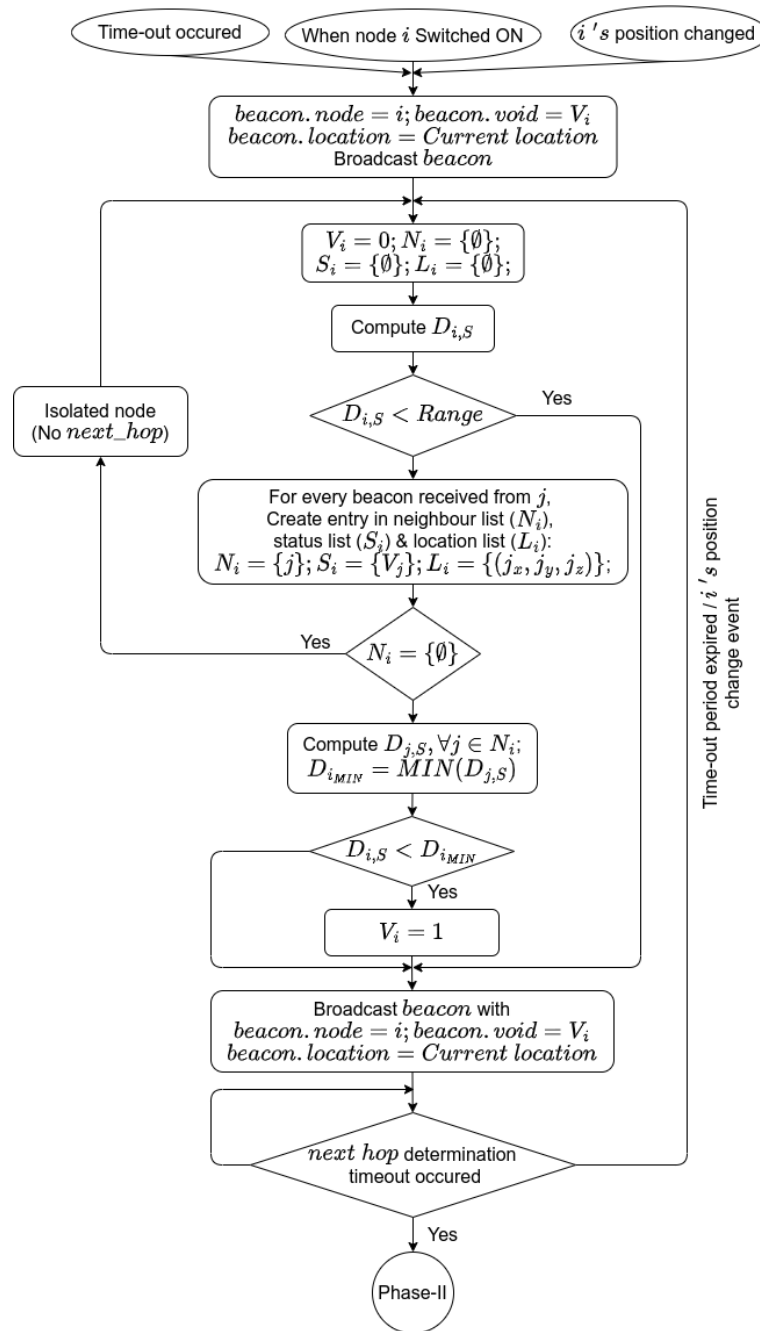 Time-out occured
When node i Switched ON
i 's position changed
beacon. node = i; beacon. void = V_i
beacon. location = Current location
Broadcast beacon
V_i = 0; N_i = {∅};
S_i = {∅}; L_i = {∅};
Compute D_{i,S}
D_{i,S} < Range
Yes
Isolated node
(No next_hop)
For every beacon received from j,
Create entry in neighbour list (N_i),
status list (S_i) & location list (L_i):
N_i = {j}; S_i = {V_j}; L_i = {(j_x, j_y, j_z)};
Yes
N_i = {∅}
Time-out period expired / i 's position
change event
Compute D_{j,S}, ∀j ∈ N_i;
D_{i_{MIN}} = MIN(D_{j,S})
D_{i,S} < D_{i_{MIN}}
Yes
V_i = 1
Broadcast beacon with
beacon. node = i; beacon. void = V_i
beacon. location = Current location
next hop determination
timeout occured
Yes
Phase-II